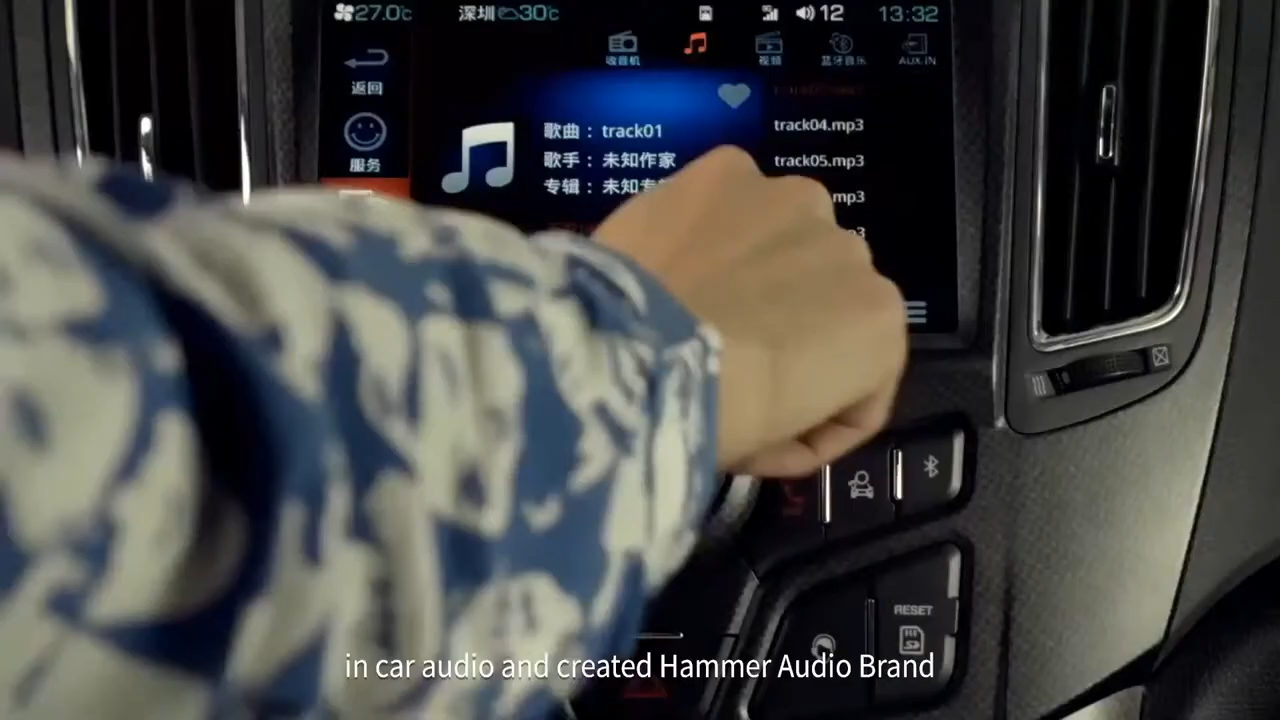 27.0℃ 深圳 30℃ 12 13:32
收音机 视频 蓝牙音乐 AUX-IN
返回
服务
歌曲： track01
歌手： 未知作家
专辑： 未知专
track04.mp3
track05.mp3
.mp3
RESET
in car audio and created Hammer Audio Brand